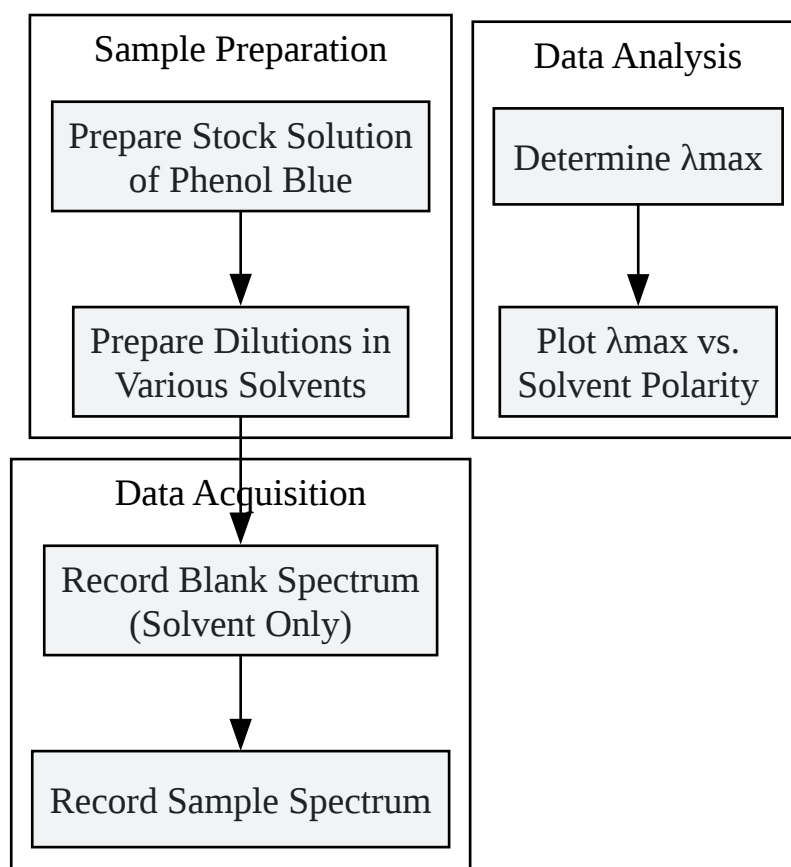 Sample Preparation
Prepare Stock Solution
of Phenol Blue
Prepare Dilutions in
Various Solvents
Data Analysis
Determine λmax
Plot λmax vs.
Solvent Polarity
Data Acquisition
Record Blank Spectrum
(Solvent Only)
Record Sample Spectrum